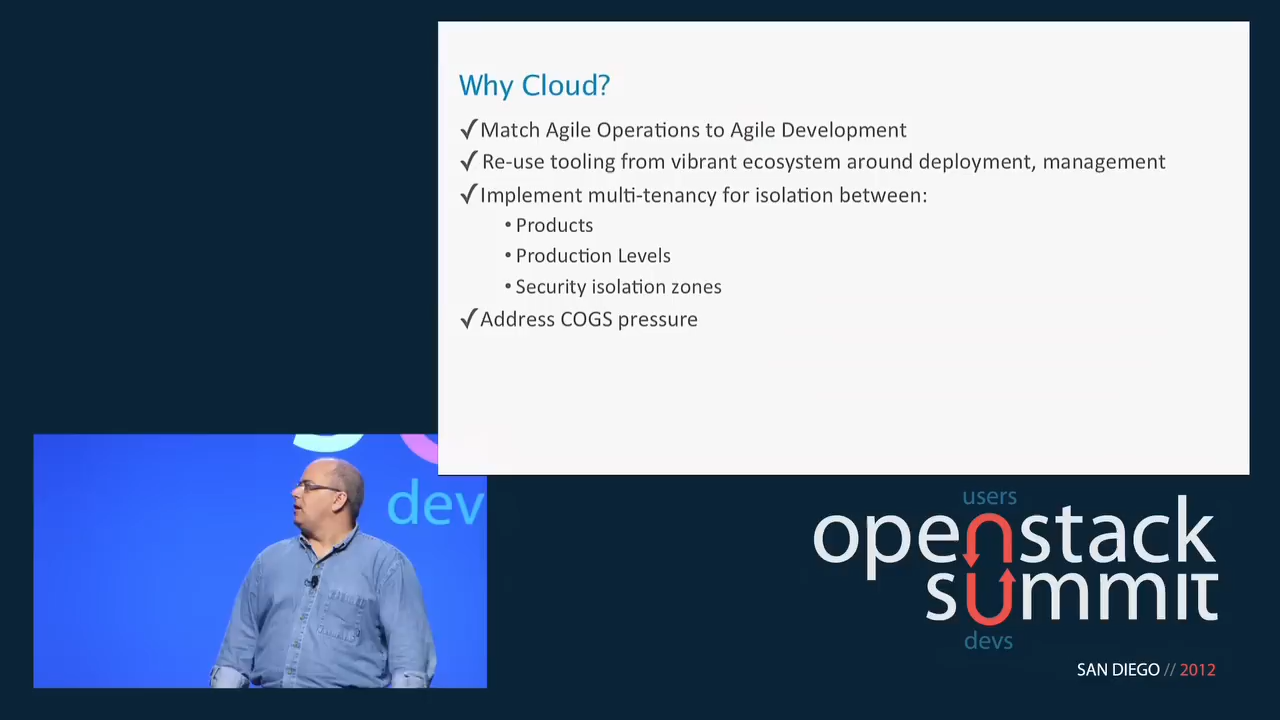 Why Cloud?
✓Match Agile Operations to Agile Development
✓Re-use tooling from vibrant ecosystem around deployment, management
✓Implement multi-tenancy for isolation between:
•Products
•Production Levels
•Security isolation zones
✓Address COGS pressure
dev
users
openstack
summit
devs
SAN DIEGO // 2012